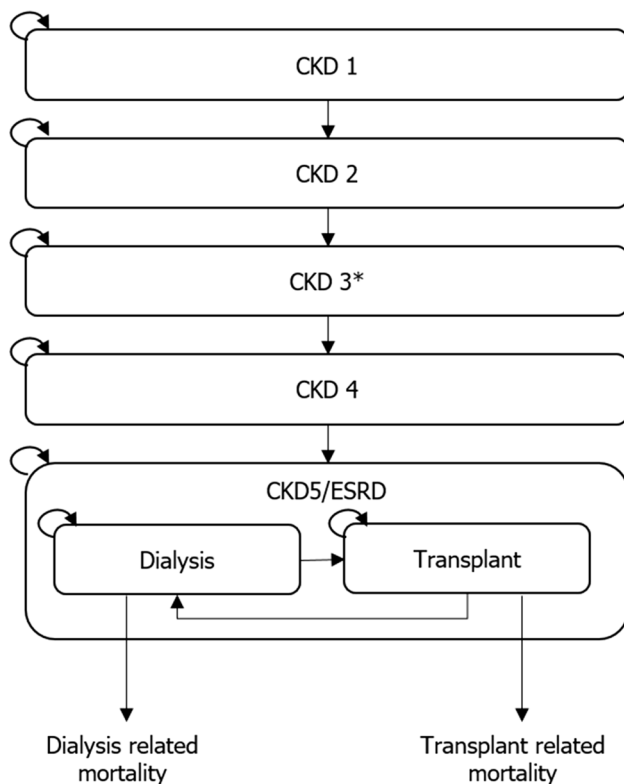 CKD 1
CKD 2
CKD 3*
CKD 4
CKD5/ESRD
Dialysis
Transplant
Dialysis related
mortality
Transplant related
mortality